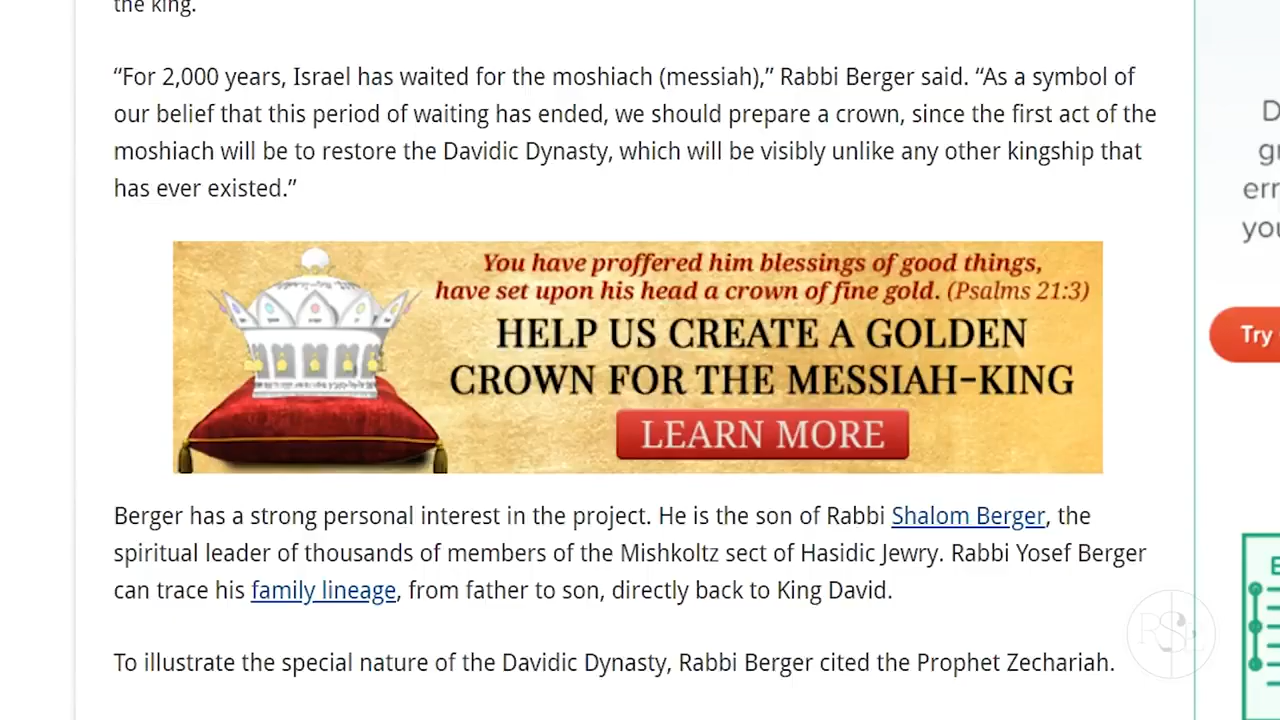 the king.
“For 2,000 years, Israel has waited for the moshiach (messiah),” Rabbi Berger said. “As a symbol of
our belief that this period of waiting has ended, we should prepare a crown, since the first act of the
moshiach will be to restore the Davidic Dynasty, which will be visibly unlike any other kingship that
has ever existed.”
You have proffered him blessings of good things,
have set upon his head a crown of fine gold. (Psalms 21:3)
HELP US CREATE A GOLDEN
CROWN FOR THE MESSIAH-KING
LEARN MORE
Berger has a strong personal interest in the project. He is the son of Rabbi Shalom Berger, the
spiritual leader of thousands of members of the Mishkoltz sect of Hasidic Jewry. Rabbi Yosef Berger
can trace his family lineage, from father to son, directly back to King David.
To illustrate the special nature of the Davidic Dynasty, Rabbi Berger cited the Prophet Zechariah.
Try